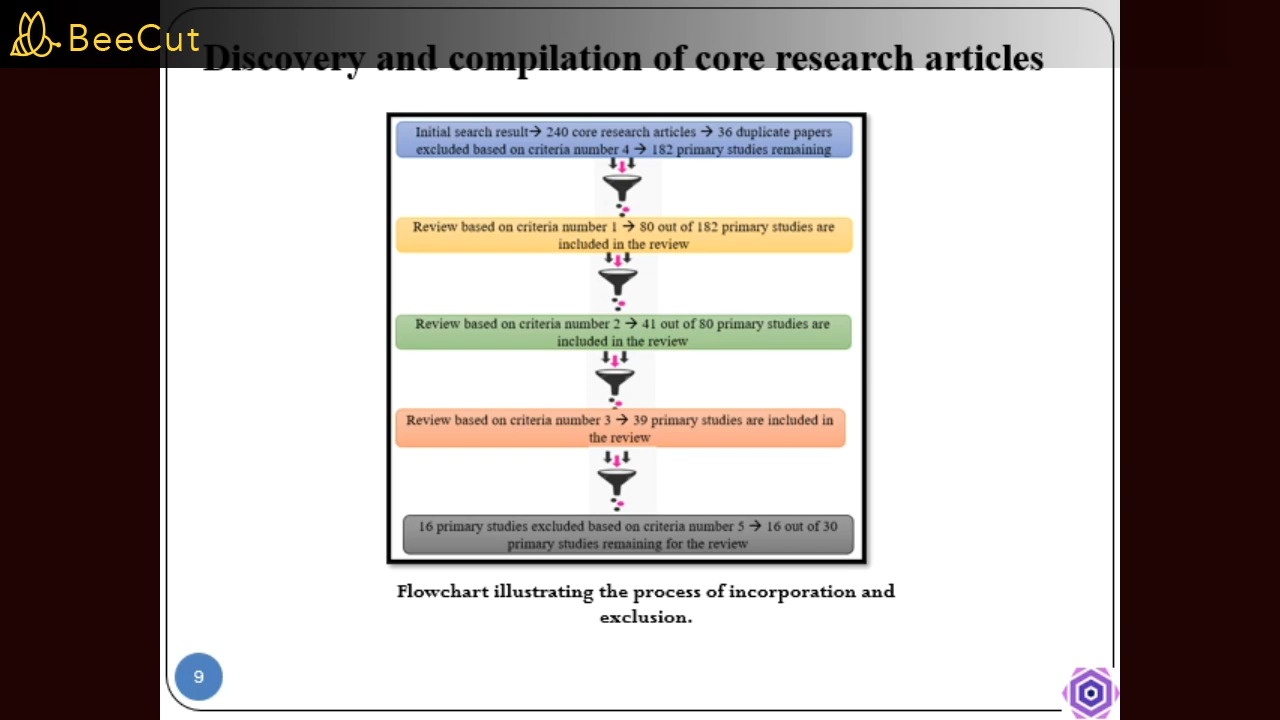 BeeCut
Discovery and compilation of core research articles
Initial search result→ 240 core research articles → 36 duplicate papers
excluded based on criteria number 4 → 182 primary studies remaining
Review based on criteria number 1 → 80 out of 182 primary studies are
included in the review
Review based on criteria number 2 → 41 out of 80 primary studies are
included in the review
Review based on criteria number 3 → 39 primary studies are included in
the review
16 primary studies excluded based on criteria number 5 → 16 out of 30
primary studies remaining for the review
Flowchart illustrating the process of incorporation and
exclusion.
9